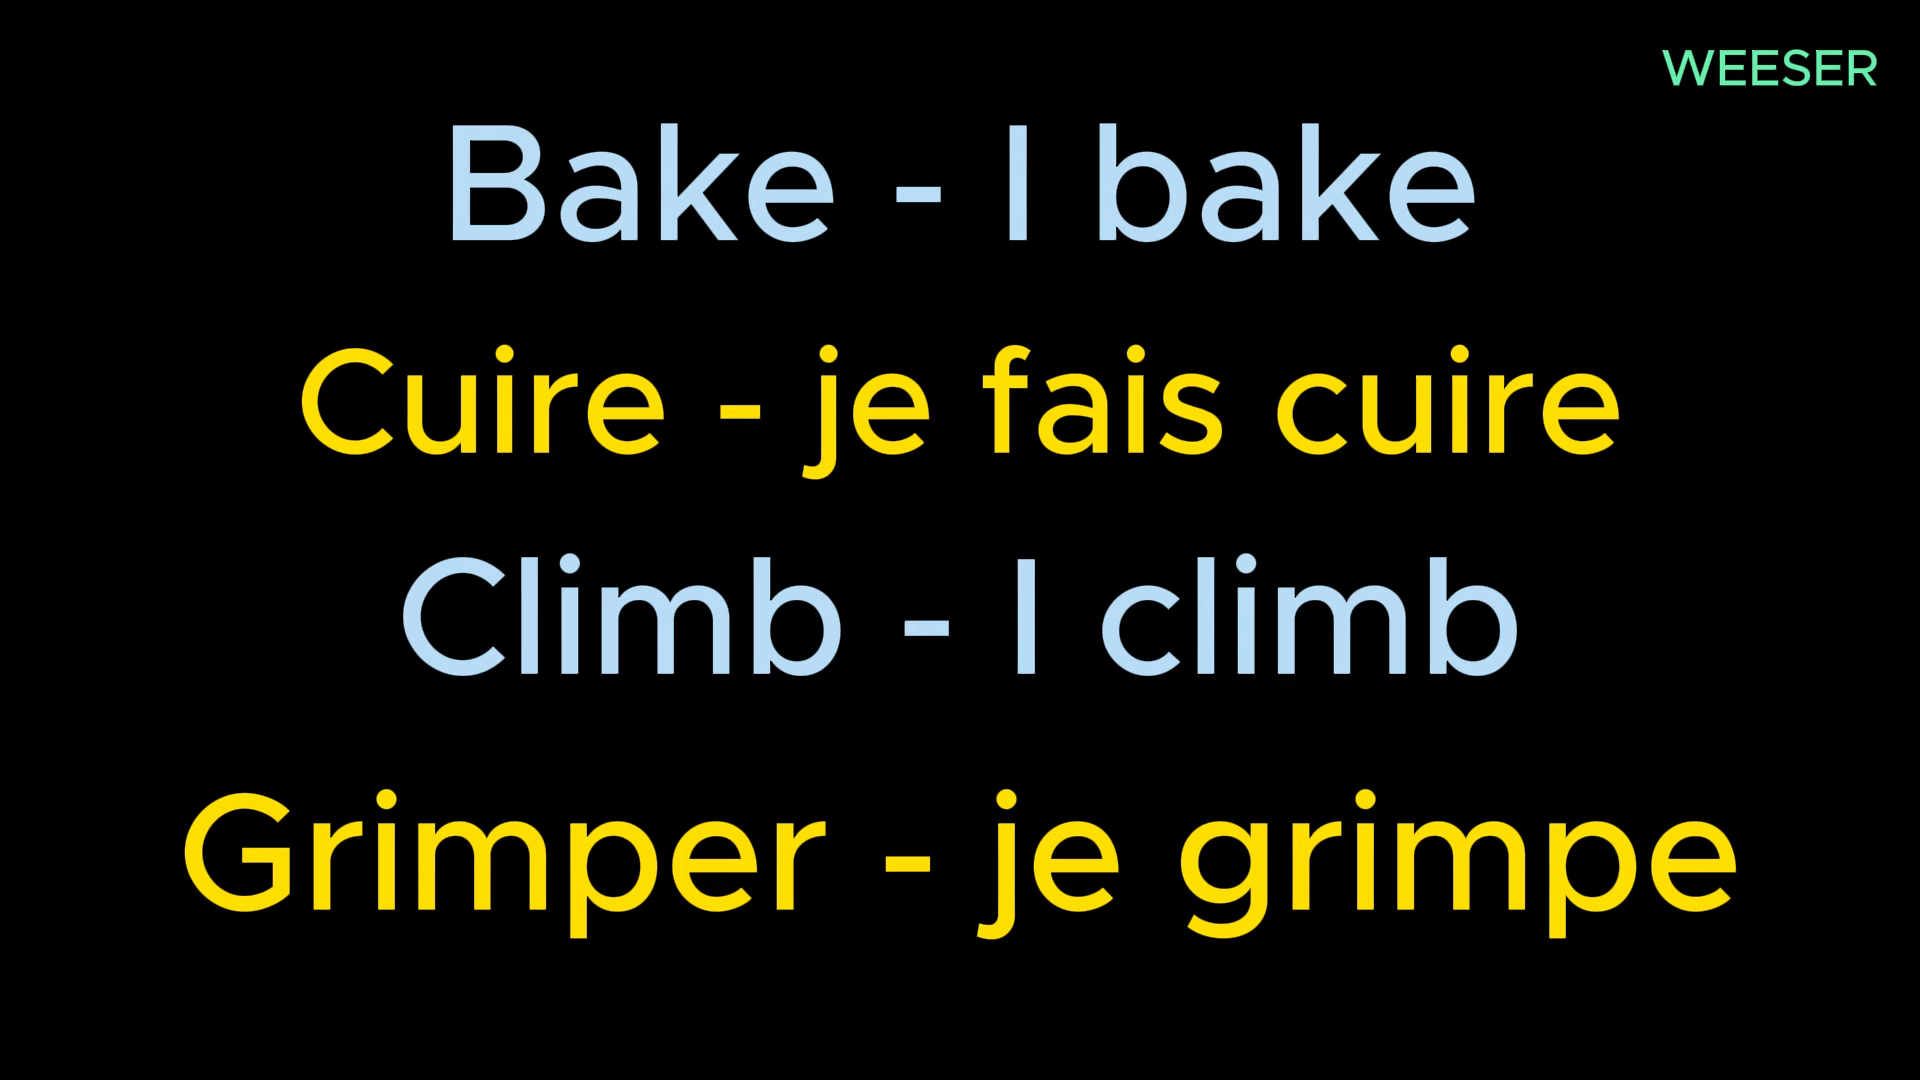 WEESER
Bake - I bake
Cuire - je fais cuire
Climb - I climb
Grimper - je grimpe